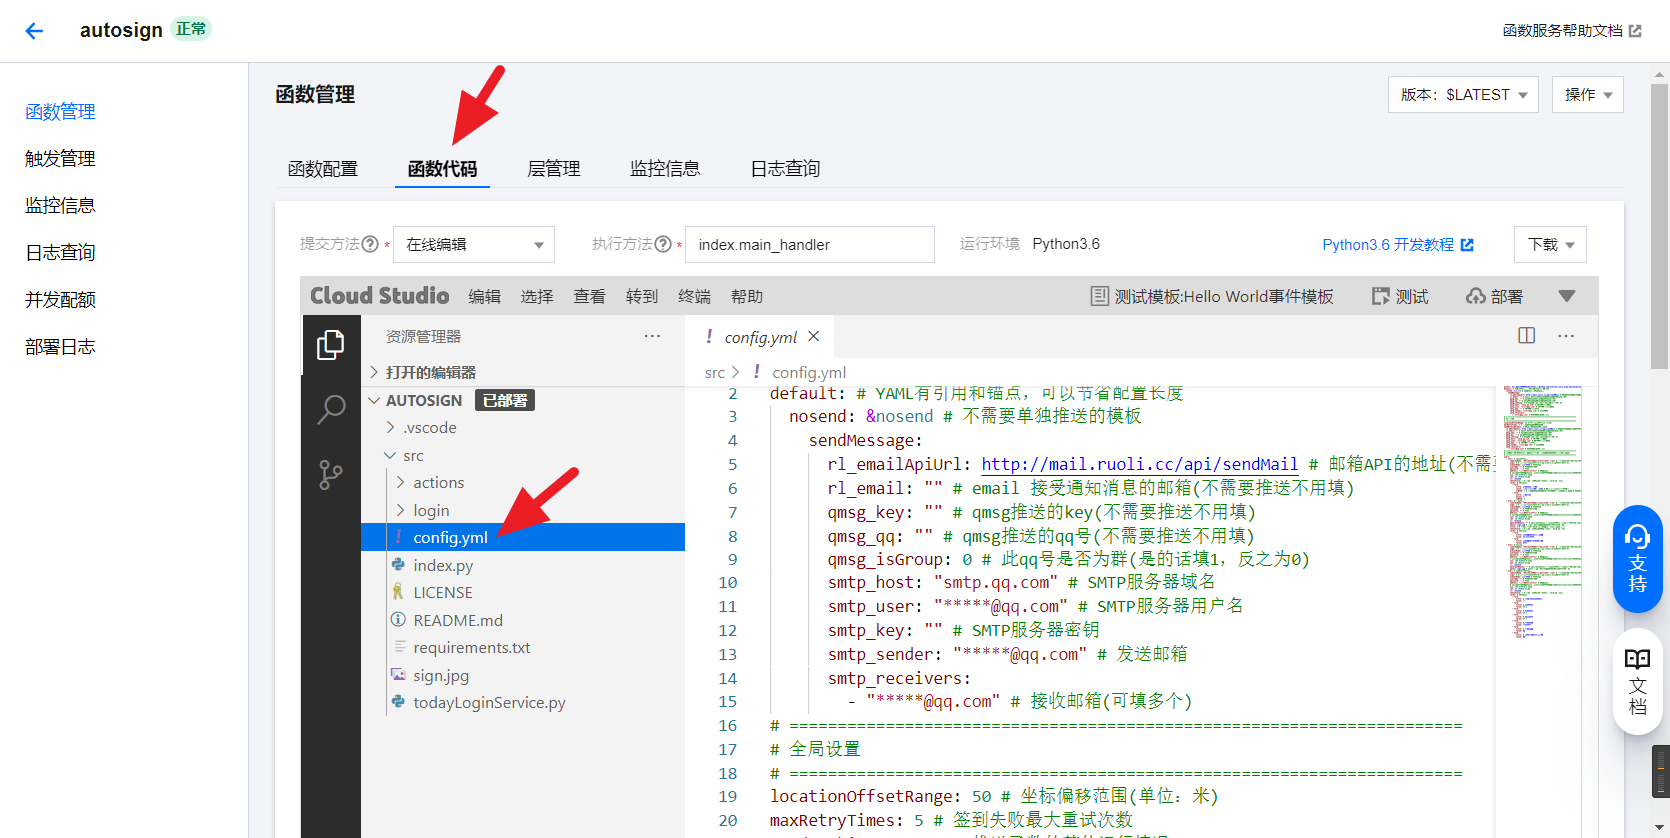 autosign 正常
函数服务帮助文档
函数管理
触发管理
监控信息
日志查询
并发配额
部署日志
函数管理
版本：$LATEST
操作
函数配置 函数代码 层管理 监控信息 日志查询
提交方法 * 在线编辑
执行方法 * index.main_handler
运行环境 Python3.6
Python3.6 开发教程
下载
Cloud Studio 编辑 选择 查看 转到 终端 帮助
测试模板:Hello World事件模板 测试 部署
资源管理器 ···
打开的编辑器
AUTOSIGN 已部署
.vscode
src
actions
login
! config.yml
index.py
LICENSE
README.md
requirements.txt
sign.jpg
todayLoginService.py
! config.yml
···
src > ! config.yml
2 default: # YAML有引用和锚点，可以节省配置长度
3 nosend: &nosend # 不需要单独推送的模板
4 sendMessage:
5 rl_emailApiUrl: http://mail.ruoli.cc/api/sendMail # 邮箱API的地址(不需要
6 rl_email: "" # email 接受通知消息的邮箱(不需要推送不用填)
7 qmsg_key: "" # qmsg推送的key(不需要推送不用填)
8 qmsg_qq: "" # qmsg推送的qq号(不需要推送不用填)
9 qmsg_isGroup: 0 # 此qq号是否为群(是的话填1，反之为0)
10 smtp_host: "smtp.qq.com" # SMTP服务器域名
11 smtp_user: "*****@qq.com" # SMTP服务器用户名
12 smtp_key: "" # SMTP服务器密钥
13 smtp_sender: "*****@qq.com" # 发送邮箱
14 smtp_receivers:
15 - "*****@qq.com" # 接收邮箱(可填多个)
16 # ======================================================================
17 # 全局设置
18 # ======================================================================
19 locationOffsetRange: 50 # 坐标偏移范围(单位：米)
20 maxRetryTimes: 5 # 签到失败最大重试次数
支持
文档